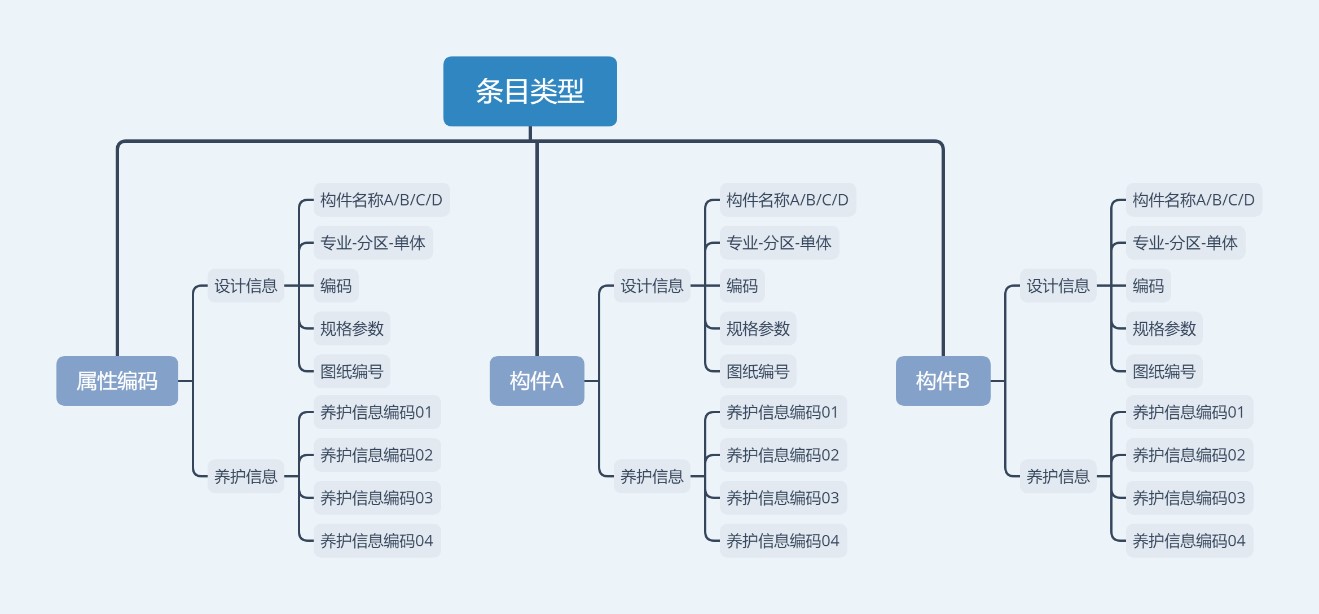 条目类型
属性编码
设计信息
构件名称A/B/C/D
专业-分区-单体
编码
规格参数
图纸编号
养护信息
养护信息编码01
养护信息编码02
养护信息编码03
养护信息编码04
构件A
设计信息
构件名称A/B/C/D
专业-分区-单体
编码
规格参数
图纸编号
养护信息
养护信息编码01
养护信息编码02
养护信息编码03
养护信息编码04
构件B
设计信息
构件名称A/B/C/D
专业-分区-单体
编码
规格参数
图纸编号
养护信息
养护信息编码01
养护信息编码02
养护信息编码03
养护信息编码04